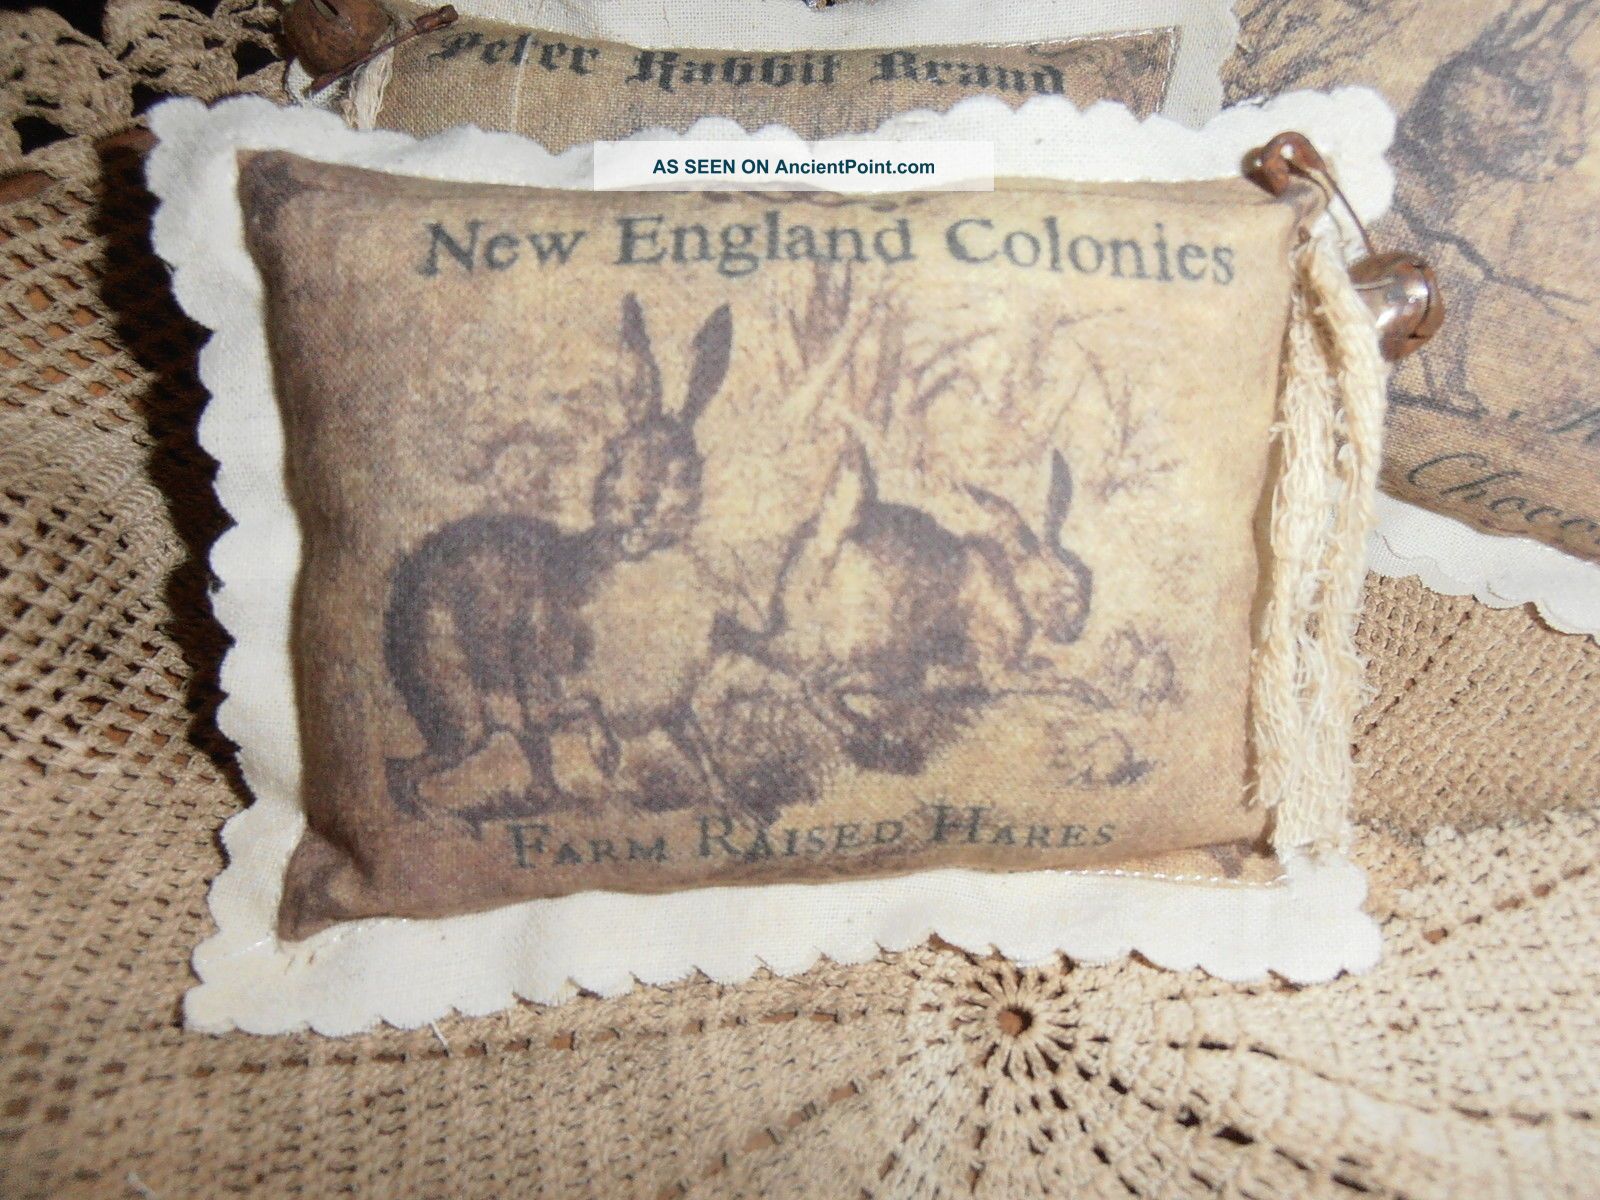 Peter Rabbit Brand
AS SEEN ON AncientPoint.com
New England Colonies
Farm Raised Hares